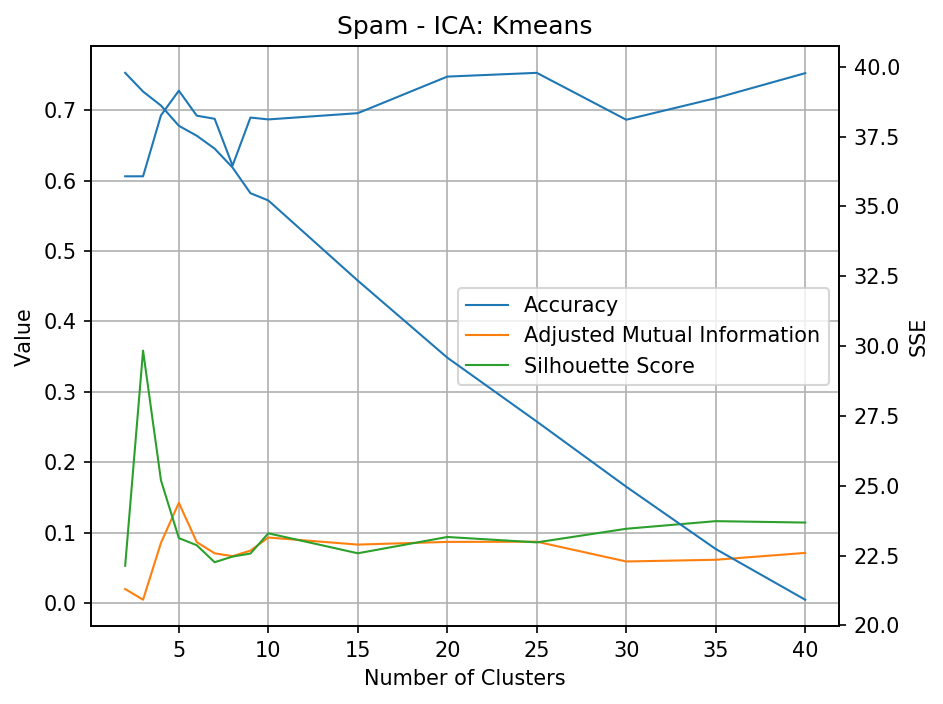 Spam - ICA: Kmeans
40.0
0.7
37.5
0.6
35.0
0.5
32.5
Accuracy
0.4
Adjusted Mutual Information
Value
SSE
30.0
Silhouette Score
0.3
27.5
0.2
25.0
0.1
22.5
0.0
20.0
5 10 15 20 25 30 35 40
Number of Clusters